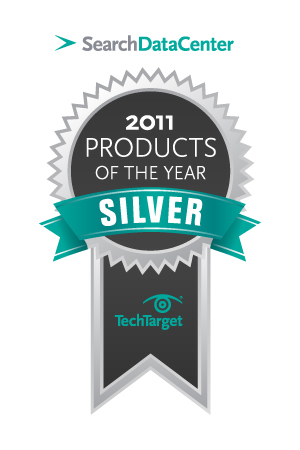 SearchDataCenter
2011
PRODUCTS
OF THE YEAR
SILVER
TechTarget